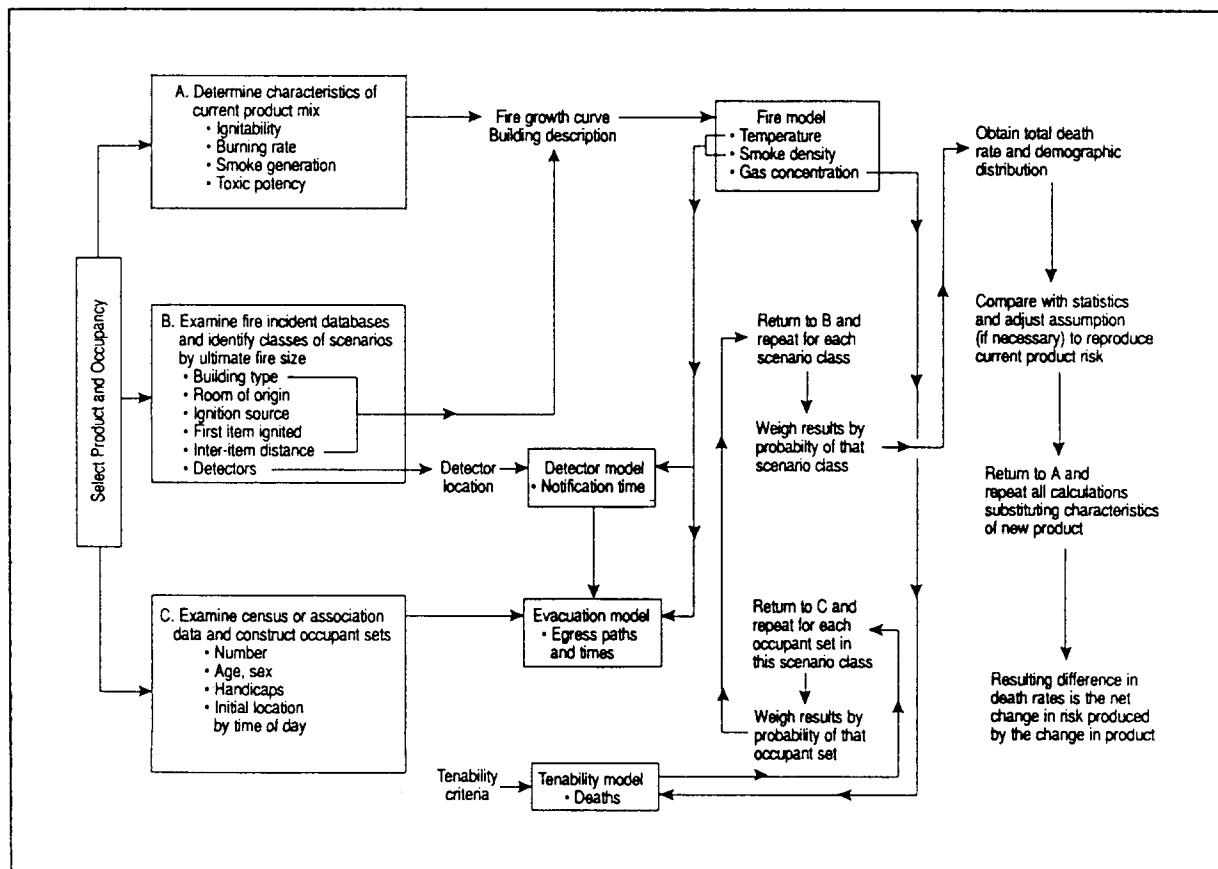 Select Product and Occupancy
A. Determine characteristics of
current product mix
• Ignitability
• Burning rate
• Smoke generation
• Toxic potency
B. Examine fire incident databases
and identify classes of scenarios
by ultimate fire size
• Building type
• Room of origin
• Ignition source
• First item ignited
• Inter-item distance
• Detectors
C. Examine census or association
data and construct occupant sets
• Number
• Age, sex
• Handicaps
• Initial location
by time of day
Fire growth curve
Building description
Fire model
• Temperature
• Smoke density
• Gas concentration
Detector
location
Detector model
• Notification time
Evacuation model
• Egress paths
and times
Tenability
criteria
Tenability model
• Deaths
Return to C and
repeat for each
occupant set in
this scenario class
Weigh results by
probability of that
occupant set
Return to B and
repeat for each
scenario class
Weigh results by
probabilty of that
scenario class
Obtain total death
rate and demographic
distribution
Compare with statistics
and adjust assumption
(if necessary) to reproduce
current product risk
Return to A and
repeat all calculations
substituting characteristics
of new product
Resulting difference in
death rates is the net
change in risk produced
by the change in product